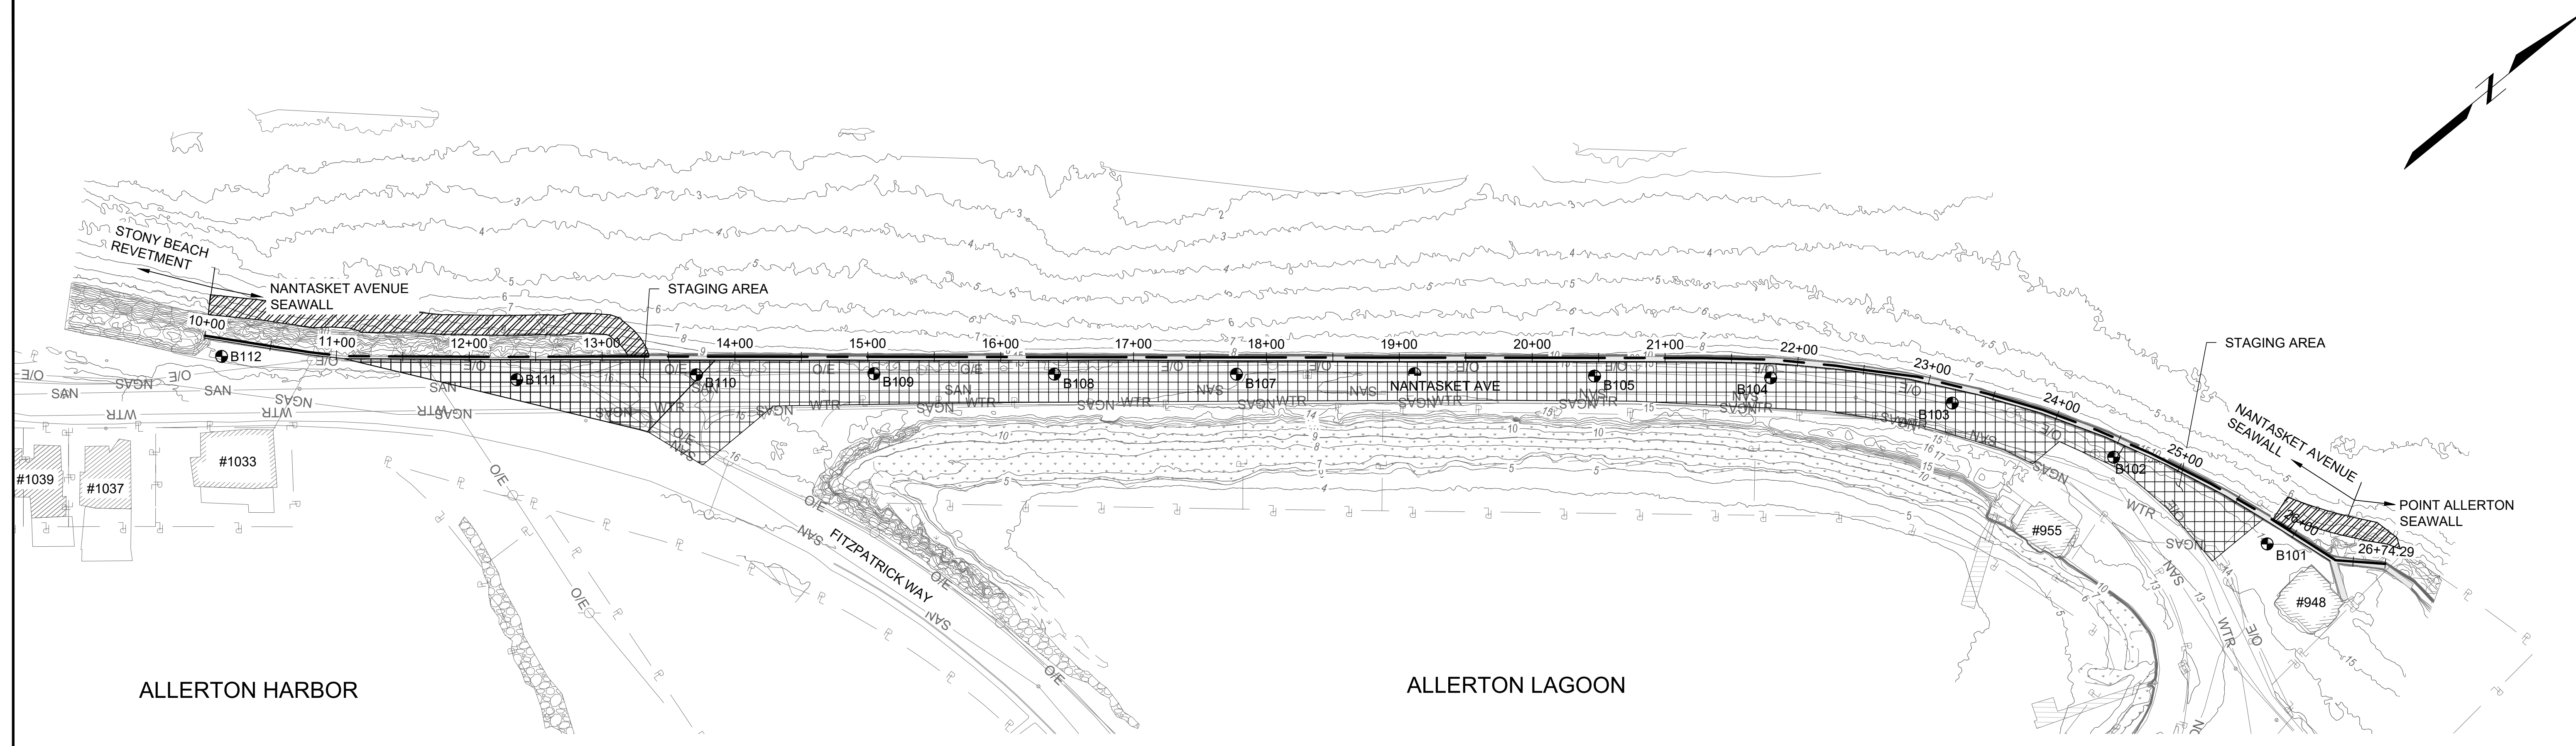 N
STONY BEACH
REVETMENT
NANTASKET AVENUE
SEAWALL
STAGING AREA
STAGING AREA
NANTASKET AVENUE
SEAWALL
POINT ALLERTON
SEAWALL
10+00
11+00
12+00
13+00
14+00
15+00
16+00
17+00
18+00
19+00
20+00
21+00
22+00
23+00
24+00
25+00
26+00
26+74.29
B112
B111
B110
B109
B108
B107
NANTASKET AVE
B105
B104
B103
B102
B101
#1039
#1037
#1033
#955
#948
FITZPATRICK WAY
ALLERTON HARBOR
ALLERTON LAGOON
O/E
SAN
NGAS
WTR